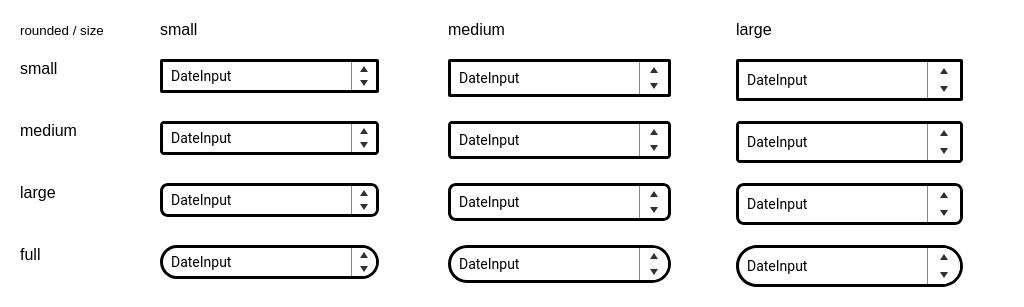 rounded / size small medium large
small DateInput DateInput DateInput
medium DateInput DateInput DateInput
large DateInput DateInput DateInput
full DateInput DateInput DateInput